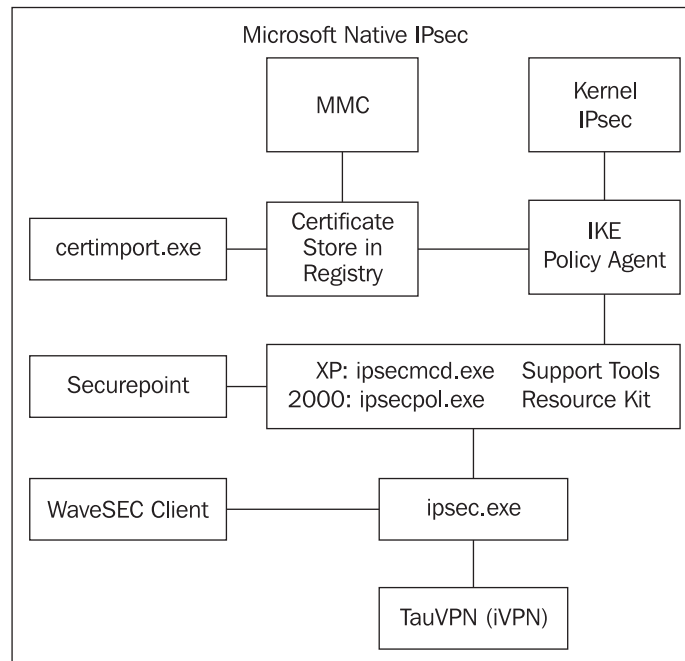 Microsoft Native IPsec
MMC
Kernel
IPsec
certimport.exe
Certificate
Store in
Registry
IKE
Policy Agent
Securepoint
XP: ipsecmcd.exe Support Tools
2000: ipsecpol.exe Resource Kit
WaveSEC Client
ipsec.exe
TauVPN (iVPN)